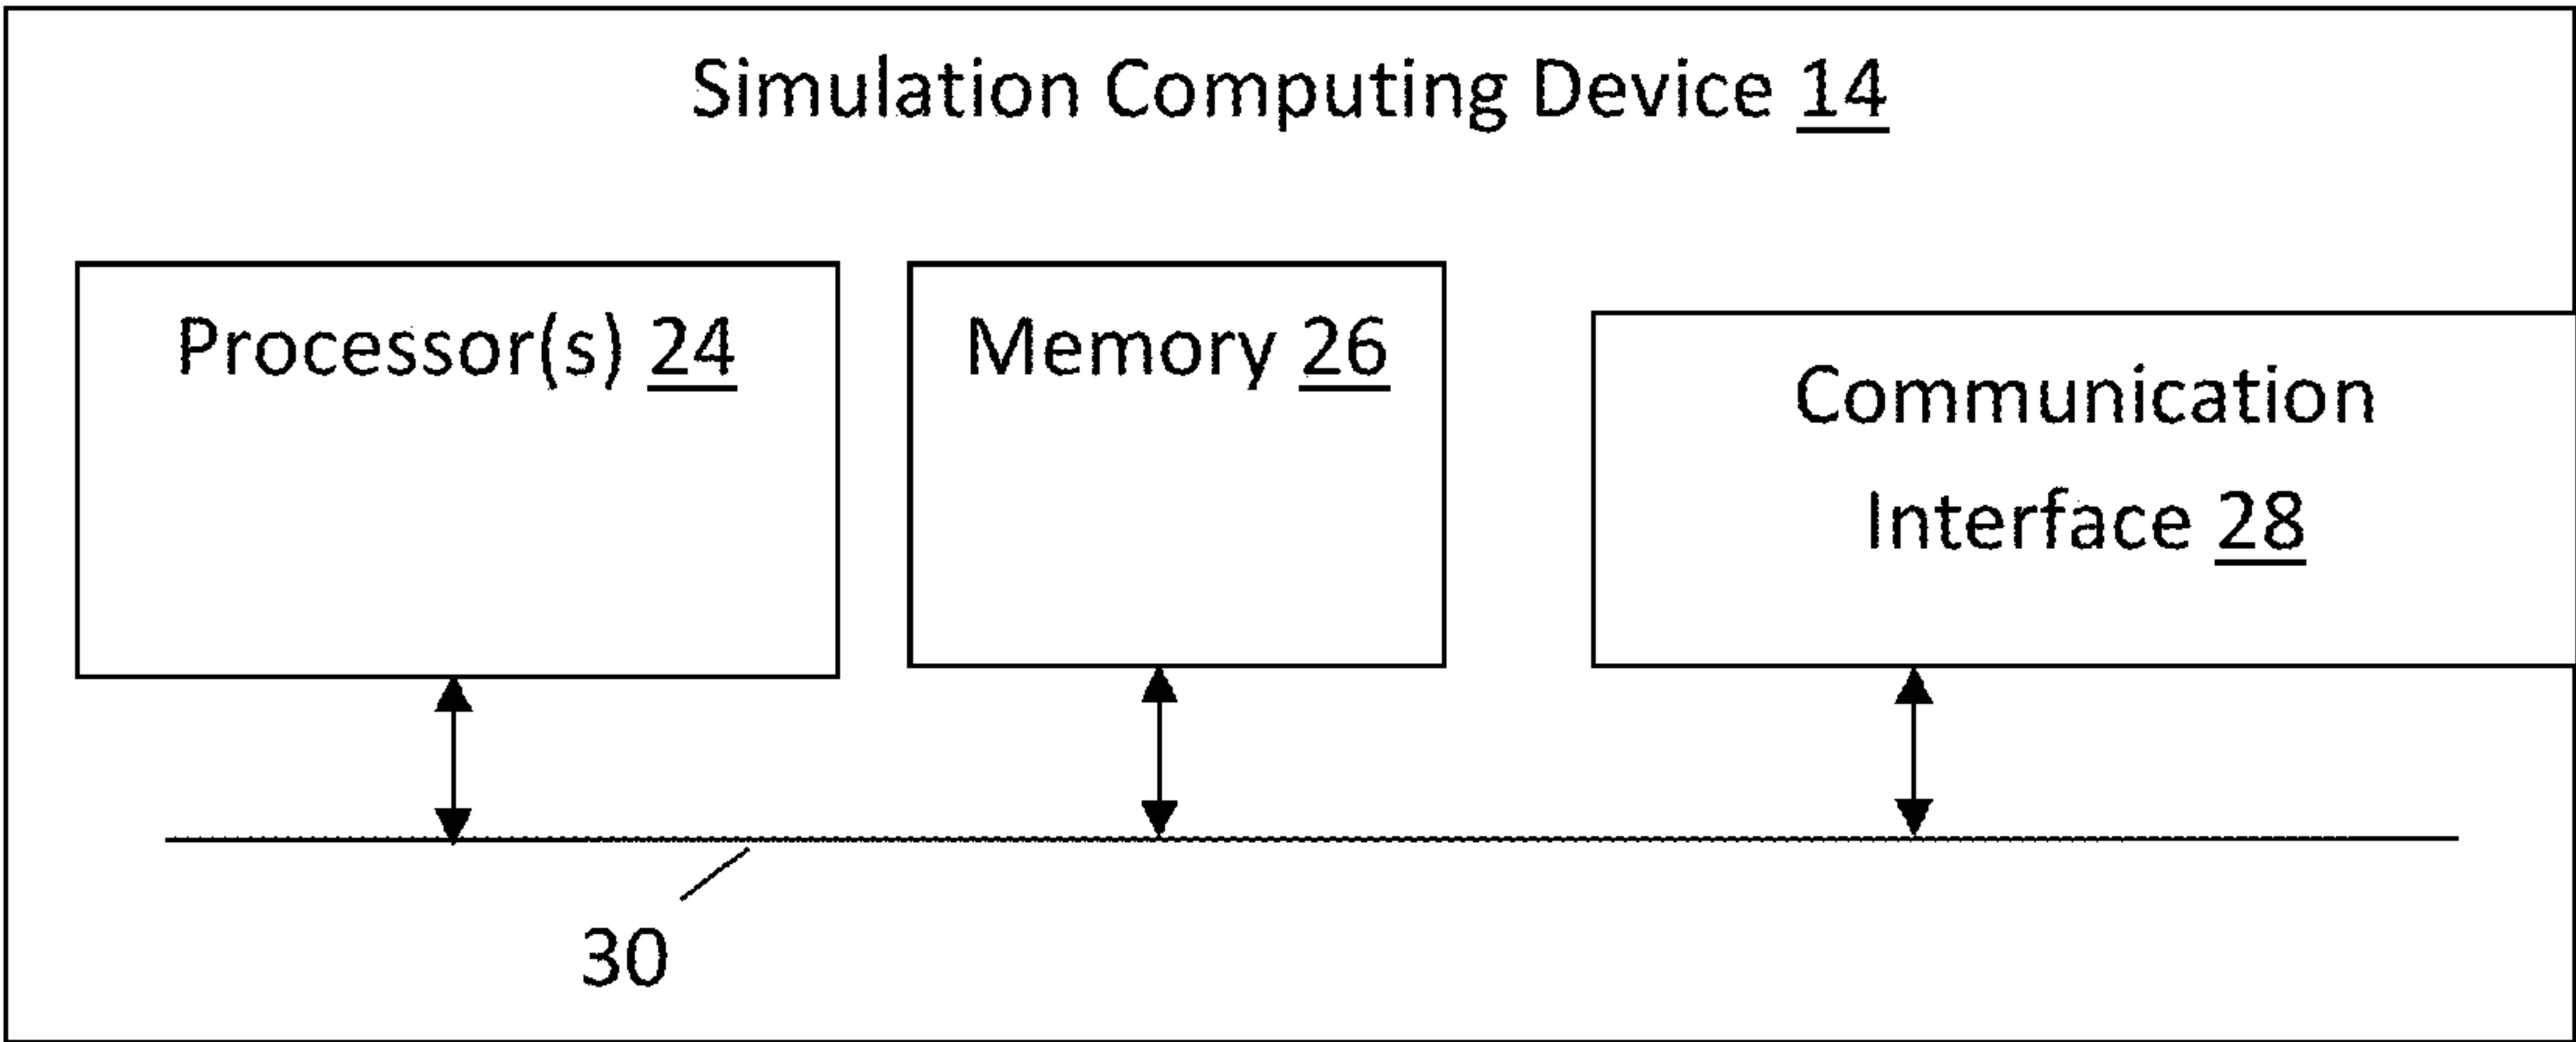 Simulation Computing Device 14
Processor(s) 24
Memory 26
Communication
Interface 28
30